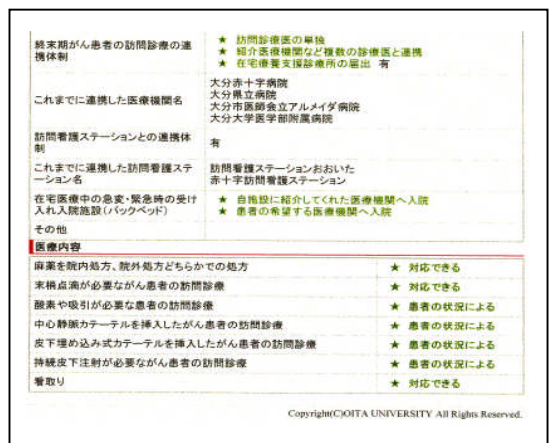 終末期がん患者の訪問診療の連
携体制
★ 訪問診療医の単独
★ 紹介医療機関など複数の診療医と連携
★ 在宅療養支援診療所の届出 有
これまでに連携した医療機関名
大分赤十字病院
大分県立病院
大分市医師会立アルメイダ病院
大分大学医学部附属病院
訪問看護ステーションとの連携体
制
有
これまでに連携した訪問看護ステ
ーション名
訪問看護ステーションおおいた
赤十字訪問看護ステーション
在宅医療中の急変・緊急時の受け
入れ入院施設（バックベッド）
★ 自施設に紹介してくれた医療機関へ入院
★ 患者の希望する医療機関へ入院
その他
医療内容
麻薬を院内処方、院外処方どちらかでの処方 ★ 対応できる
末梢点滴が必要ながん患者の訪問診療 ★ 対応できる
酸素や吸引が必要な患者の訪問診療 ★ 患者の状況による
中心静脈カテーテルを挿入したがん患者の訪問診療 ★ 患者の状況による
皮下埋め込み式カテーテルを挿入したがん患者の訪問診療 ★ 患者の状況による
持続皮下注射が必要ながん患者の訪問診療 ★ 患者の状況による
看取り ★ 対応できる
Copyright(C)OITA UNIVERSITY All Rights Reserved.